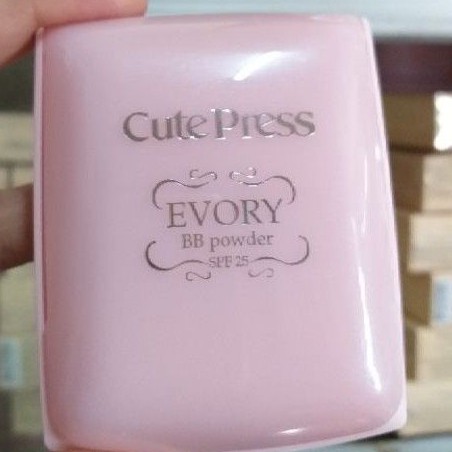 Cute Press
EVORY
BB powder
SPF 25